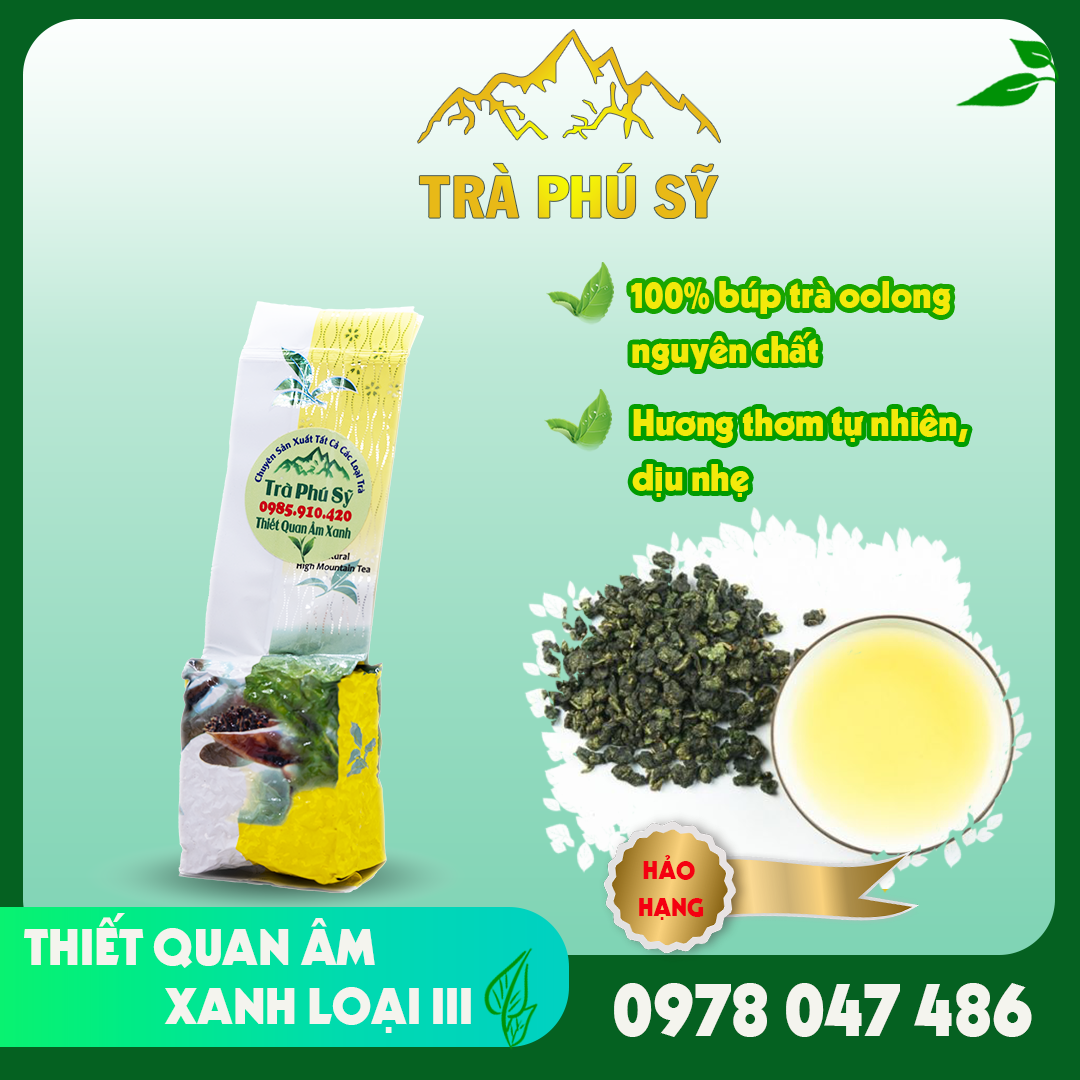 TRÀ PHÚ SỸ
100% búp trà oolong
nguyên chất
Hương thơm tự nhiên,
dịu nhẹ
Chuyên Sản Xuất Tất Cả Các Loại Trà
Trà Phú Sỹ
0985.910.420
Thiết Quan Âm Xanh
High Mountain Tea
HẢO
HẠNG
THIẾT QUAN ÂM
XANH LOẠI III
0978 047 486